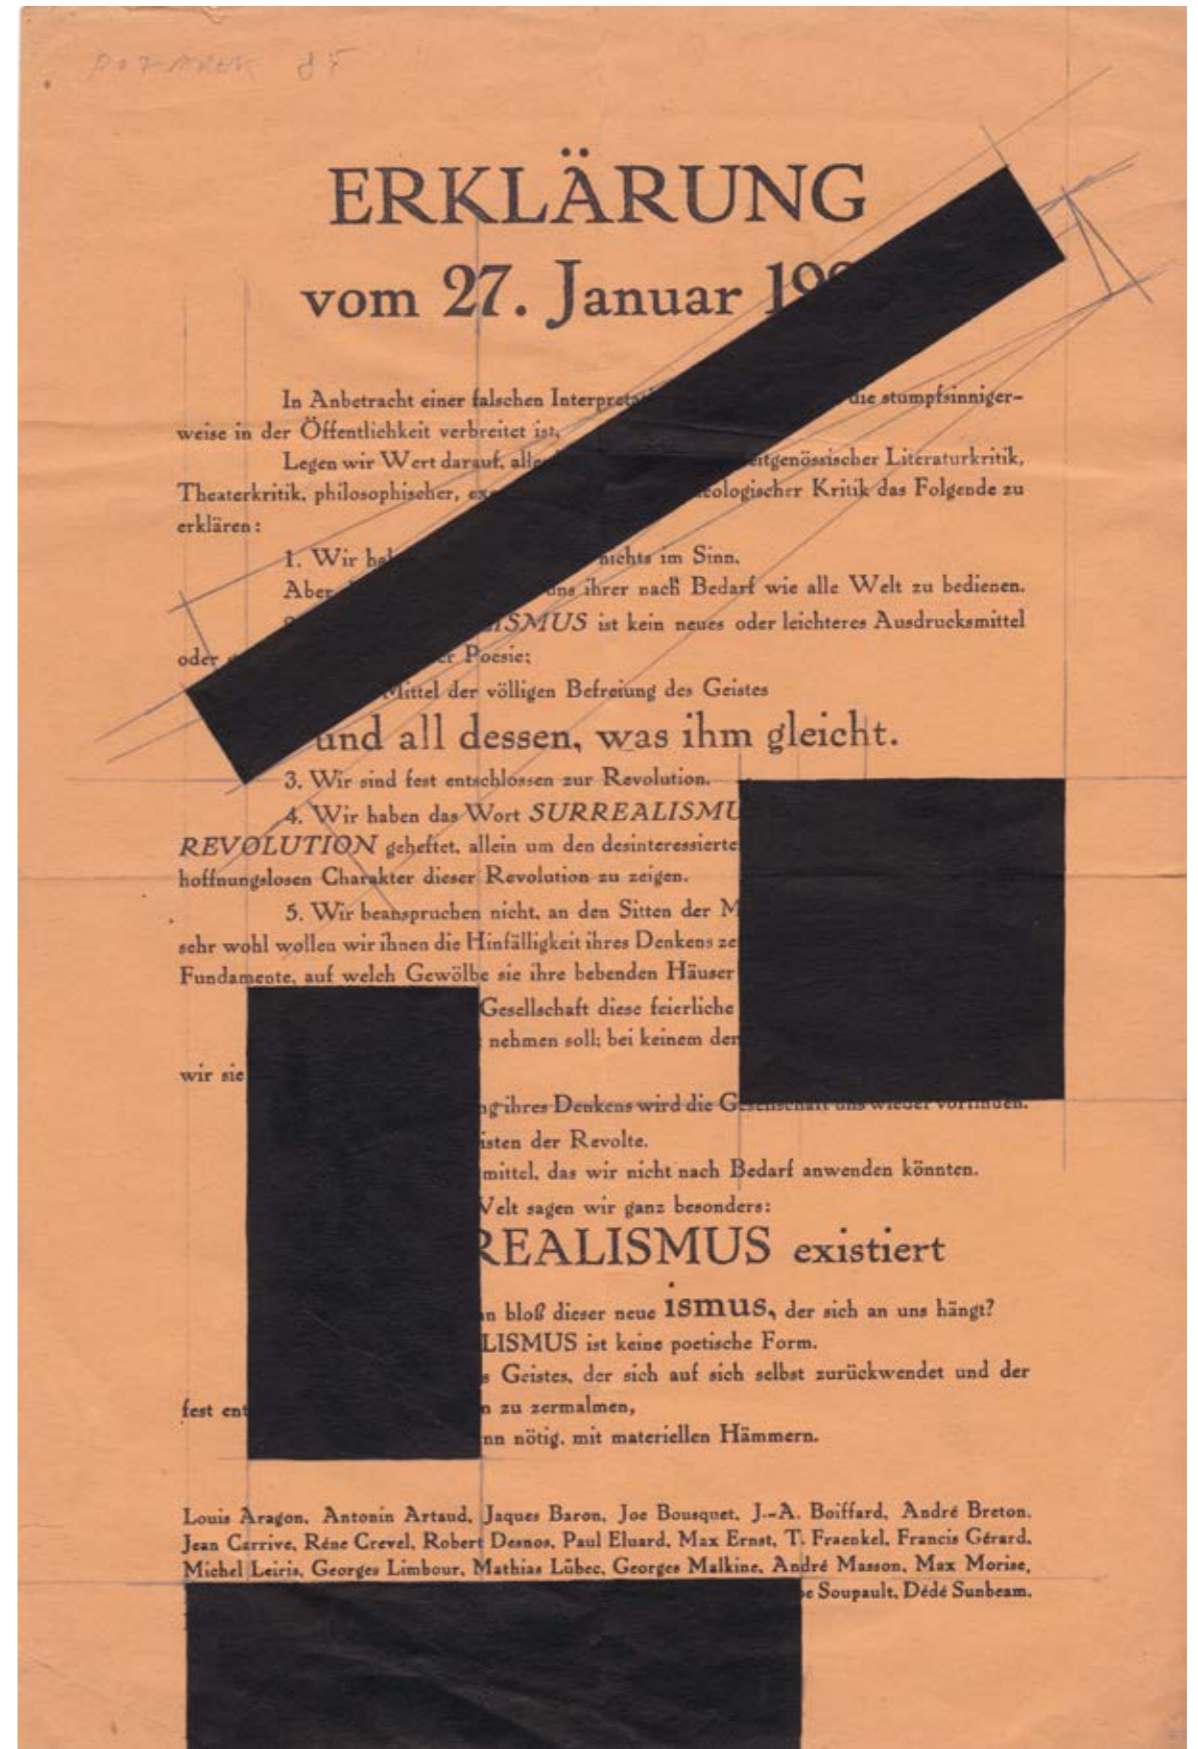 POZAREK 85
ERKLÄRUNG
vom 27. Januar 19
In Anbetracht einer falschen die stumpfsinniger-
weise in der Öffentlichkeit verbreitet ist,
Legen wir Wert darauf, Literaturkritik,
Theaterkritik, philosophischer, Kritik das Folgende zu
erklären:
1. Wir nichts im Sinn.
Aber uns ihrer nach Bedarf wie alle Welt zu bedienen.
ISMUS ist kein neues oder leichteres Ausdrucksmittel
oder Poesie;
Mittel der völligen Befreiung des Geistes
und all dessen, was ihm gleicht.
3. Wir sind fest entschlossen zur Revolution.
4. Wir haben das Wort SURREALISMU
REVOLUTION geheftet, allein um den desinteressierte
hoffnungslosen Charakter dieser Revolution zu zeigen.
5. Wir beanspruchen nicht, an den Sitten der M
sehr wohl wollen wir ihnen die Hinfälligkeit ihres Denkens ze
Fundamente, auf welch Gewölbe sie ihre bebenden Häuser
Gesellschaft diese feierliche
nehmen soll; bei keinem der
wir sie
ng ihres Denkens wird die Gesellschaft uns wieder vorfinden.
isten der Revolte.
mittel, das wir nicht nach Bedarf anwenden könnten.
Welt sagen wir ganz besonders:
REALISMUS existiert
nn bloß dieser neue ismus, der sich an uns hängt?
LISMUS ist keine poetische Form.
s Geistes, der sich auf sich selbst zurückwendet und der
fest ent n zu zermalmen,
nn nötig, mit materiellen Hämmern.
Louis Aragon, Antonin Artaud, Jaques Baron, Joe Bousquet, J.-A. Boiffard, André Breton,
Jean Carrive, Réne Crevel, Robert Desnos, Paul Eluard, Max Ernst, T. Fraenkel, Francis Gérard,
Michel Leiris, Georges Limbour, Mathias Lübec, Georges Malkine, André Masson, Max Morise,
e Soupault, Dédé Sunbeam,